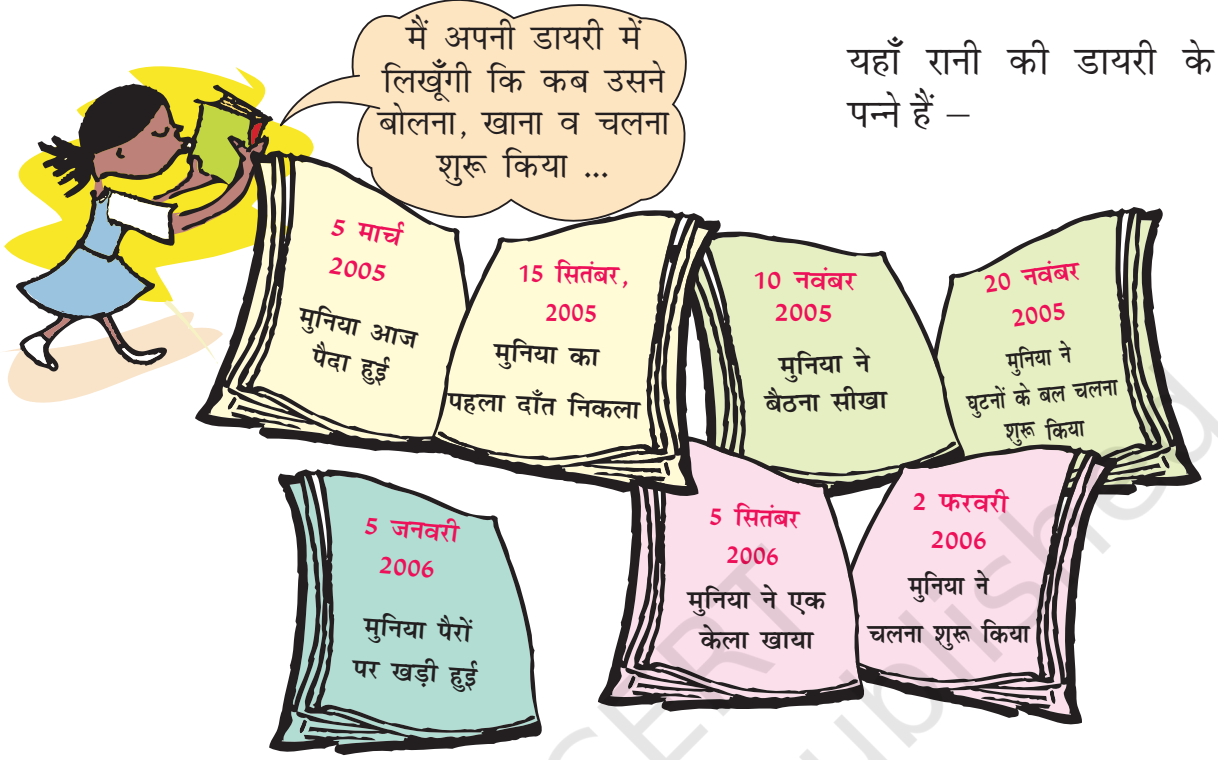 मैं अपनी डायरी में
लिखूँगी कि कब उसने
बोलना, खाना व चलना
शुरू किया ...
यहाँ रानी की डायरी के
पन्ने हैं –
5 मार्च
2005
मुनिया आज
पैदा हुई
15 सितंबर,
2005
मुनिया का
पहला दाँत निकला
10 नवंबर
2005
मुनिया ने
बैठना सीखा
20 नवंबर
2005
मुनिया ने
घुटनों के बल चलना
शुरू किया
5 जनवरी
2006
मुनिया पैरों
पर खड़ी हुई
5 सितंबर
2006
मुनिया ने एक
केला खाया
2 फरवरी
2006
मुनिया ने
चलना शुरू किया